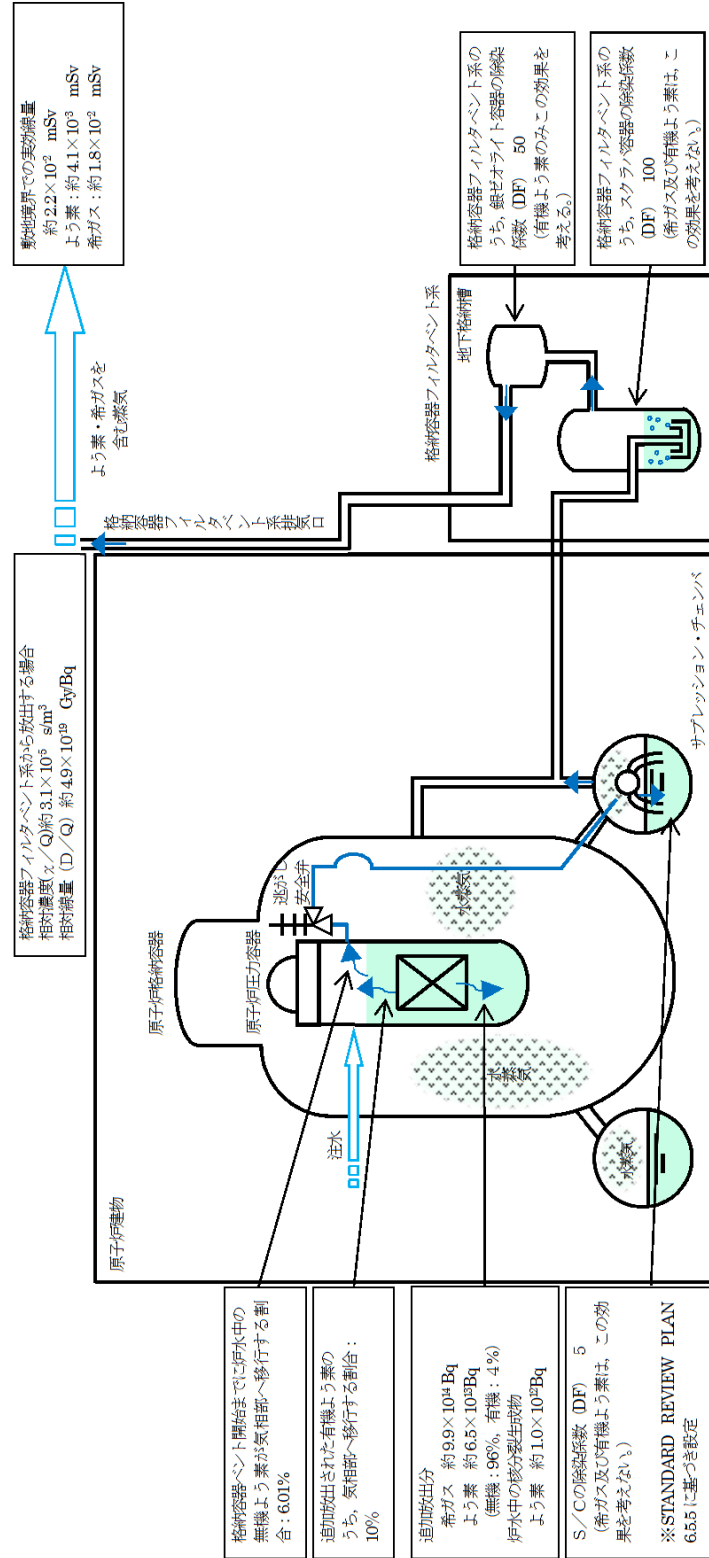 格納容器フィルタベント系から放出する場合
相対濃度(χ／Q)約3.1×10⁻⁵ s/m³
相対線量（D／Q）約4.9×10⁻¹⁹ Gy/Bq
敷地境界での実効線量
約2.2×10⁻² mSv
よう素：約4.1×10⁻³ mSv
希ガス：約1.8×10⁻² mSv
よう素・希ガスを
含む蒸気
格納容器フィルタベント系排気口
原子炉建物
原子炉格納容器
原子炉圧力容器
逃がし
安全弁
注水
水蒸気
水蒸気
水蒸気
サプレッション・チェンバ
格納容器フィルタベント系
地下格納槽
格納容器フィルタベント系の
うち，銀ゼオライト容器の除染
係数（DF） 50
（有機よう素のみこの効果を
考える。）
格納容器フィルタベント系の
うち，スクラバ容器の除染係数
（DF） 100
（希ガス及び有機よう素は，こ
の効果を考えない。）
格納容器ベント開始までに炉水中の
無機よう素が気相部へ移行する割
合：6.01%
追加放出された有機よう素の
うち，気相部へ移行する割合：
10%
追加放出分
希ガス 約9.9×10¹⁴Bq
よう素 約6.5×10¹³Bq
(無機：96%，有機：4%)
炉水中の核分裂生成物
よう素 約1.0×10¹²Bq
S／Cの除染係数（DF） 5
（希ガス及び有機よう素は，この効
果を考えない。）
※STANDARD REVIEW PLAN
6.5.5に基づき設定